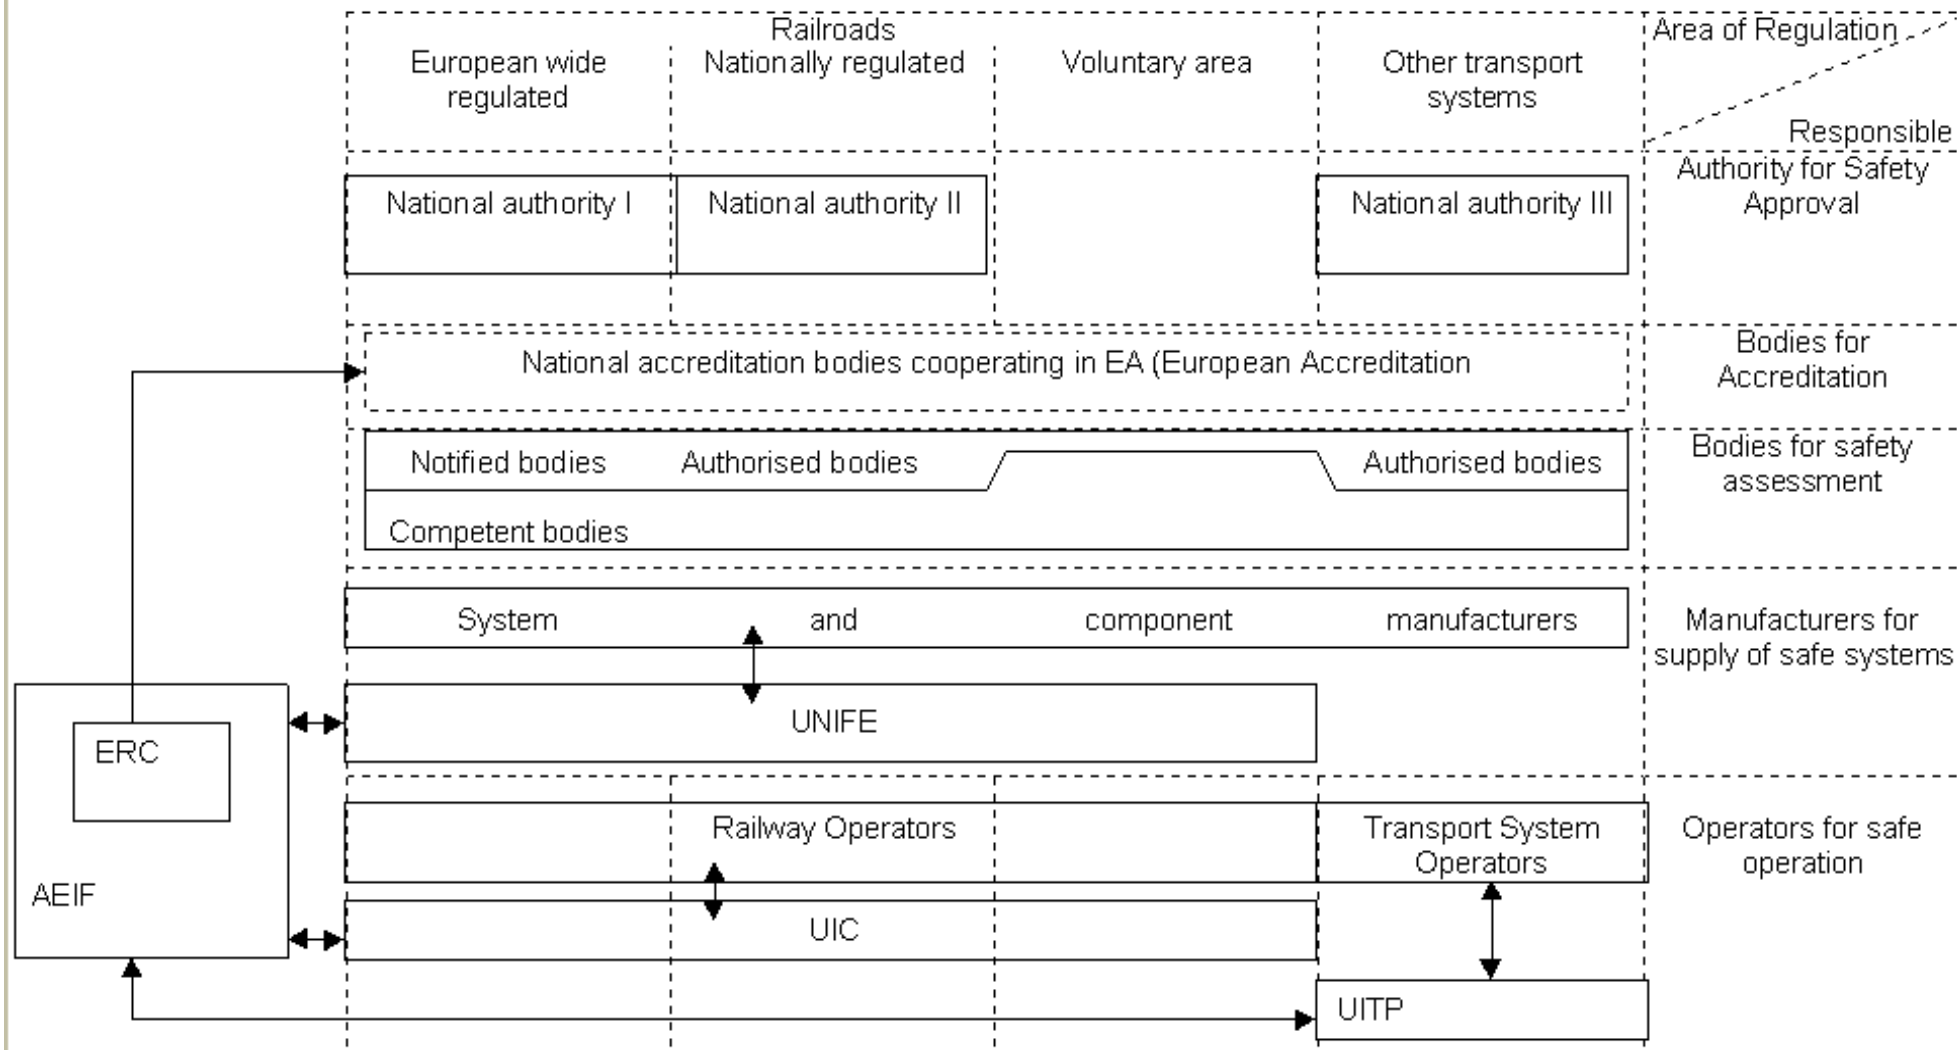 Railroads
European wide
regulated
Nationally regulated
Voluntary area
Other transport
systems
Area of Regulation
Responsible
National authority I
National authority II
National authority III
Authority for Safety
Approval
National accreditation bodies cooperating in EA (European Accreditation
Bodies for
Accreditation
Notified bodies
Authorised bodies
Authorised bodies
Competent bodies
Bodies for safety
assessment
System and component manufacturers
Manufacturers for
supply of safe systems
UNIFE
ERC
AEIF
Railway Operators
Transport System
Operators
Operators for safe
operation
UIC
UITP